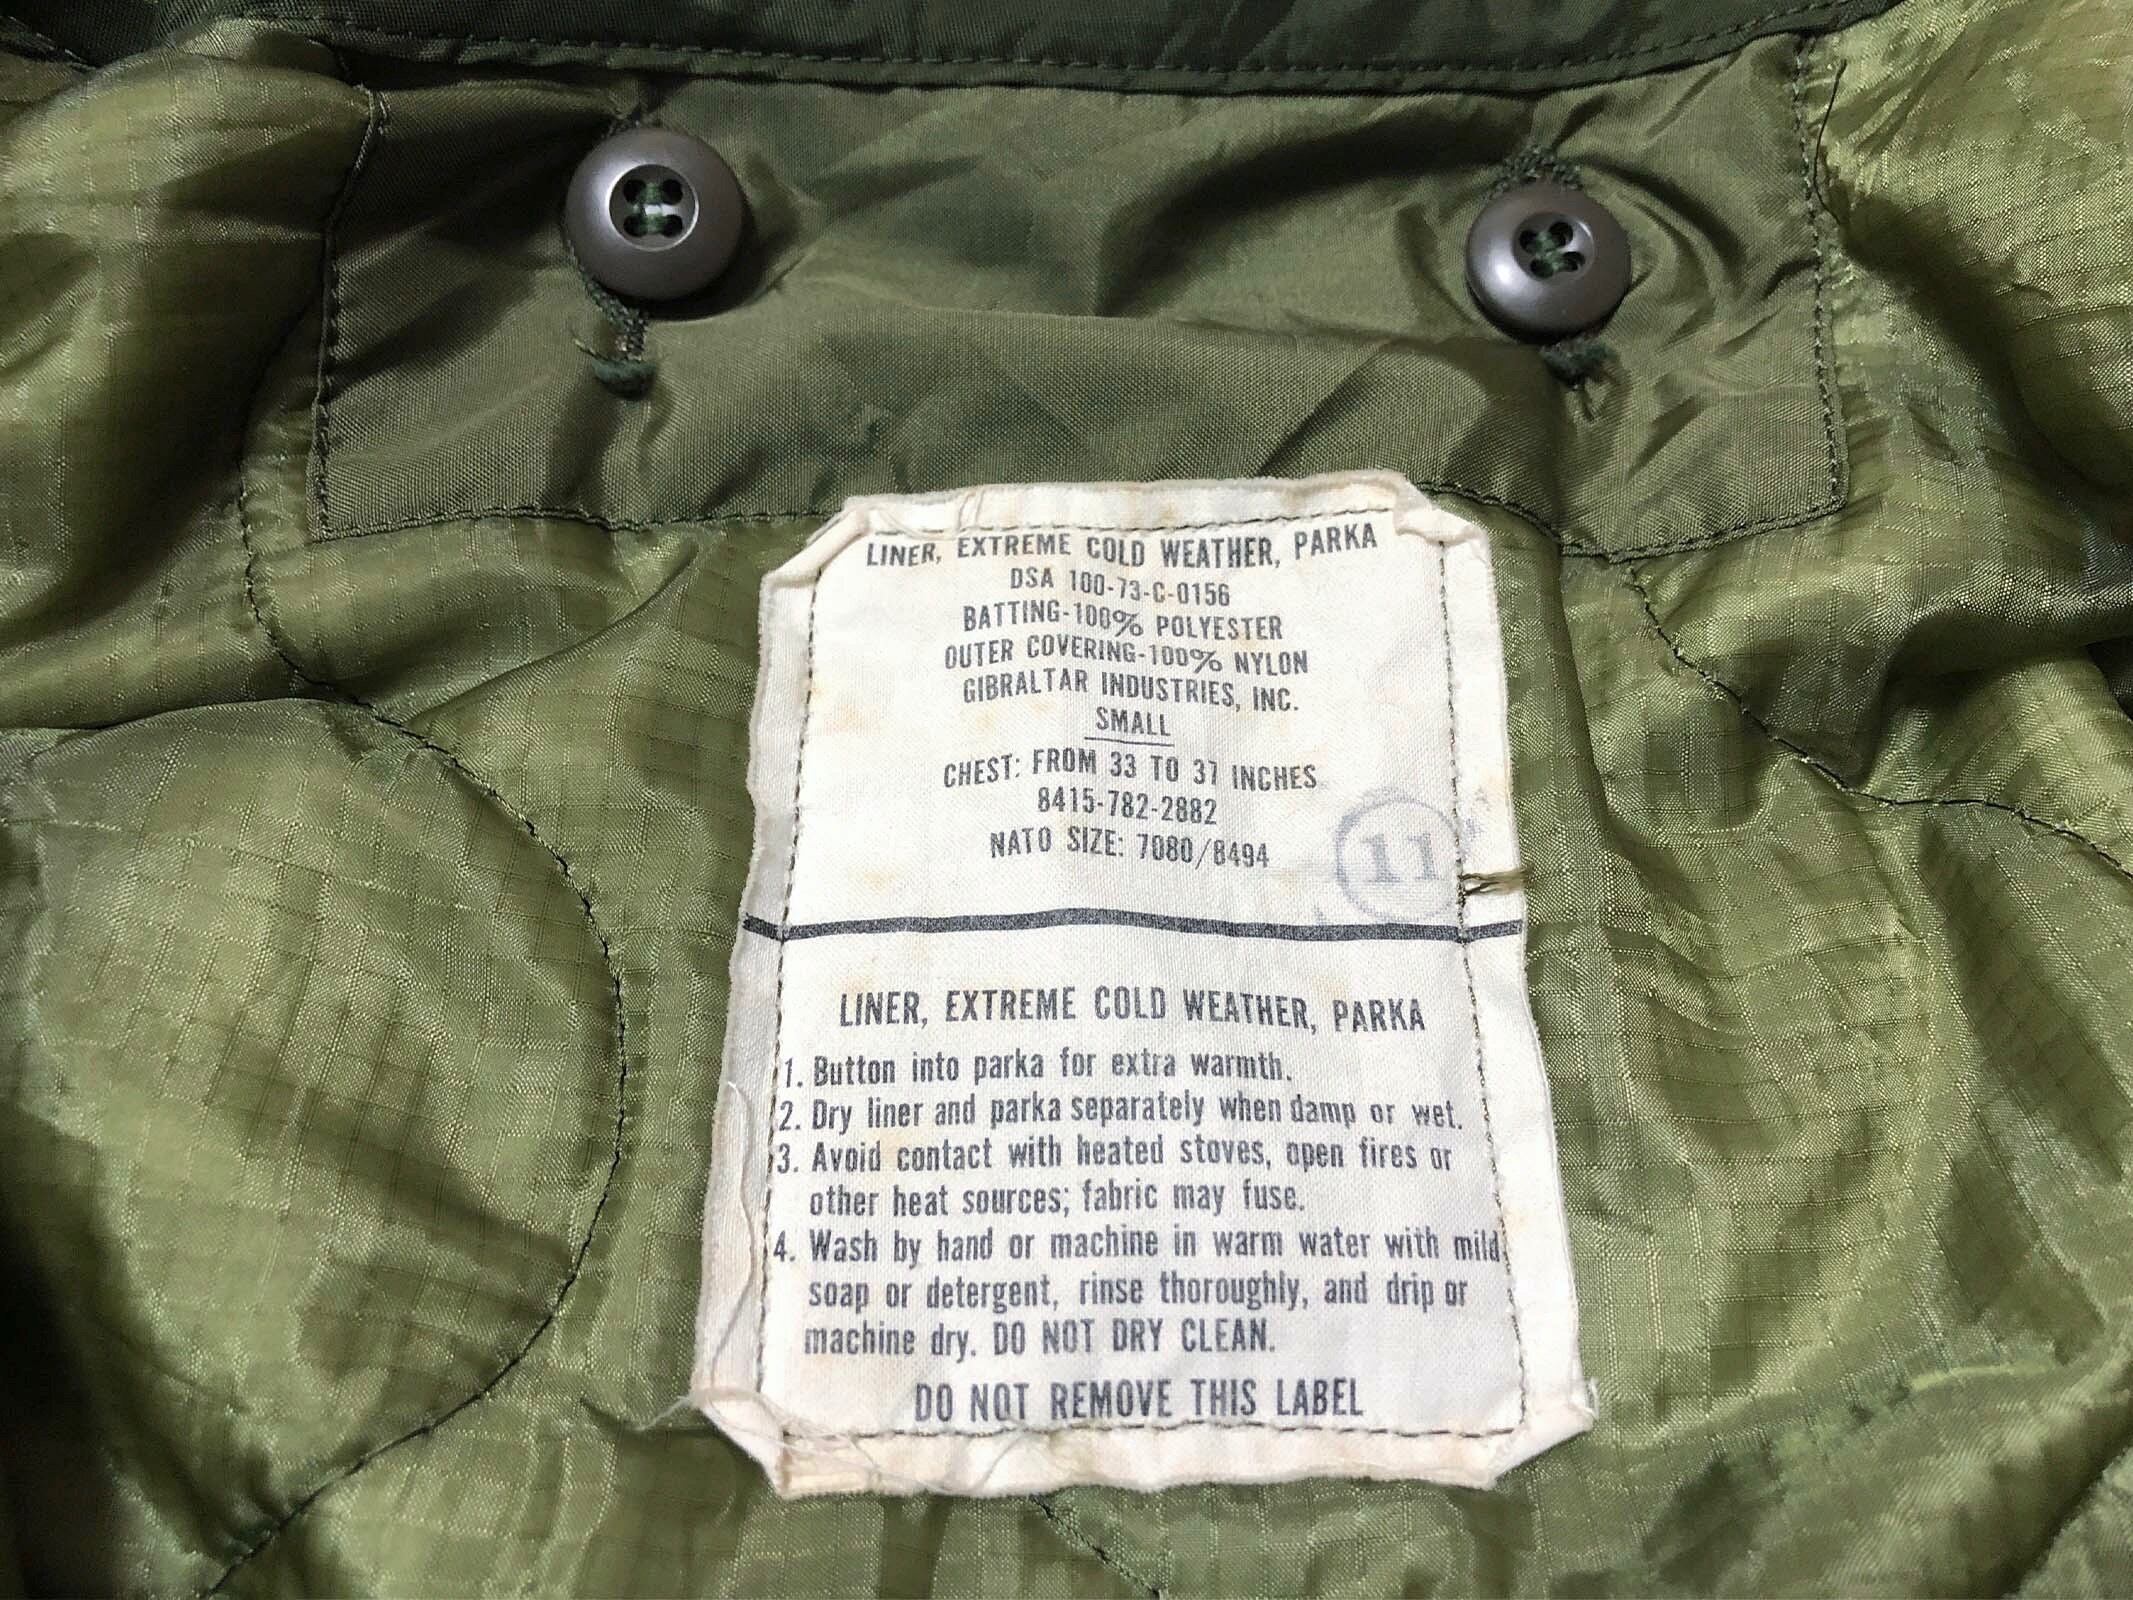 LINER, EXTREME COLD WEATHER, PARKA
DSA 100-73-C-0156
BATTING-100% POLYESTER
OUTER COVERING-100% NYLON
GIBRALTAR INDUSTRIES, INC.
SMALL
CHEST: FROM 33 TO 37 INCHES
8415-782-2882
NATO SIZE: 7080/8494
11
LINER, EXTREME COLD WEATHER, PARKA
1. Button into parka for extra warmth.
2. Dry liner and parka separately when damp or wet.
3. Avoid contact with heated stoves, open fires or
other heat sources; fabric may fuse.
4. Wash by hand or machine in warm water with mild
soap or detergent, rinse thoroughly, and drip or
machine dry. DO NOT DRY CLEAN.
DO NOT REMOVE THIS LABEL